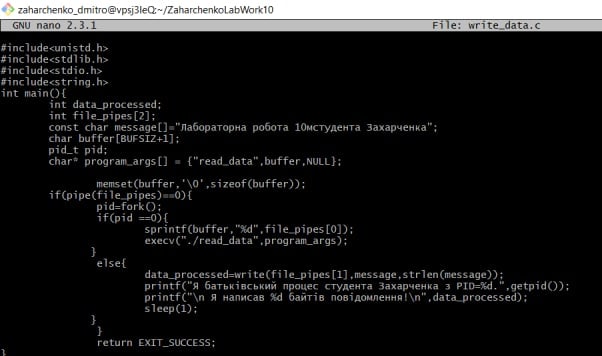 zaharchenko_dmitro@vpsj3IeQ:~/ZaharchenkoLabWork10
GNU nano 2.3.1 File: write_data.c
#include<unistd.h>
#include<stdlib.h>
#include<stdio.h>
#include<string.h>
int main(){
int data_processed;
int file_pipes[2];
const char message[]="Лабораторна робота 10мстудента Захарченка";
char buffer[BUFSIZ+1];
pid_t pid;
char* program_args[] = {"read_data",buffer,NULL};
memset(buffer,‘\0’,sizeof(buffer));
if(pipe(file_pipes)==0){
pid=fork();
if(pid ==0){
sprintf(buffer,"%d",file_pipes[0]);
execv("./read_data",program_args);
}
else{
data_processed=write(file_pipes[1],message,strlen(message));
printf("Я батьківський процес студента Захарченка з PID=%d.",getpid());
printf("\n Я написав %d байтів повідомлення!\n",data_processed);
sleep(1);
}
}
return EXIT_SUCCESS;
}